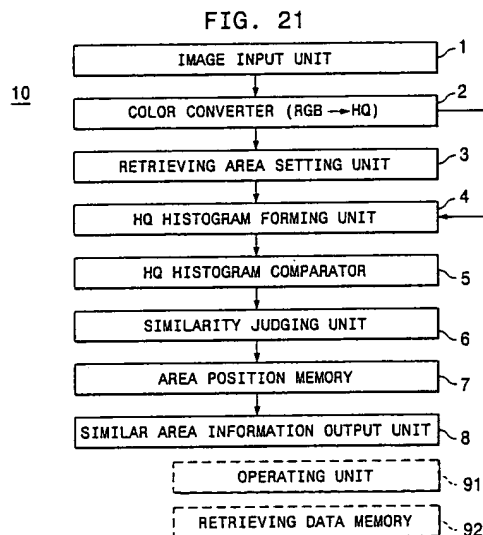 FIG. 21
10
IMAGE INPUT UNIT 1
COLOR CONVERTER (RGB→HQ) 2
RETRIEVING AREA SETTING UNIT 3
HQ HISTOGRAM FORMING UNIT 4
HQ HISTOGRAM COMPARATOR 5
SIMILARITY JUDGING UNIT 6
AREA POSITION MEMORY 7
SIMILAR AREA INFORMATION OUTPUT UNIT 8
OPERATING UNIT 91
RETRIEVING DATA MEMORY 92